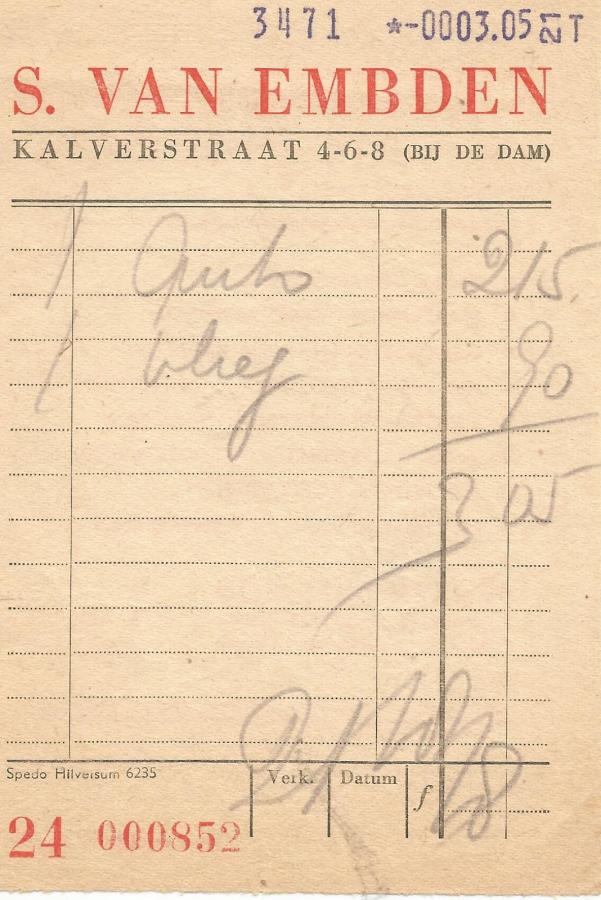 3471 *-0003.05
S. VAN EMBDEN
KALVERSTRAAT 4-6-8 (BIJ DE DAM)
1 Auto 2 15
1 vlieg 90
3 05
Spedo Hilversum 6235
Verk. Datum f
24 000852